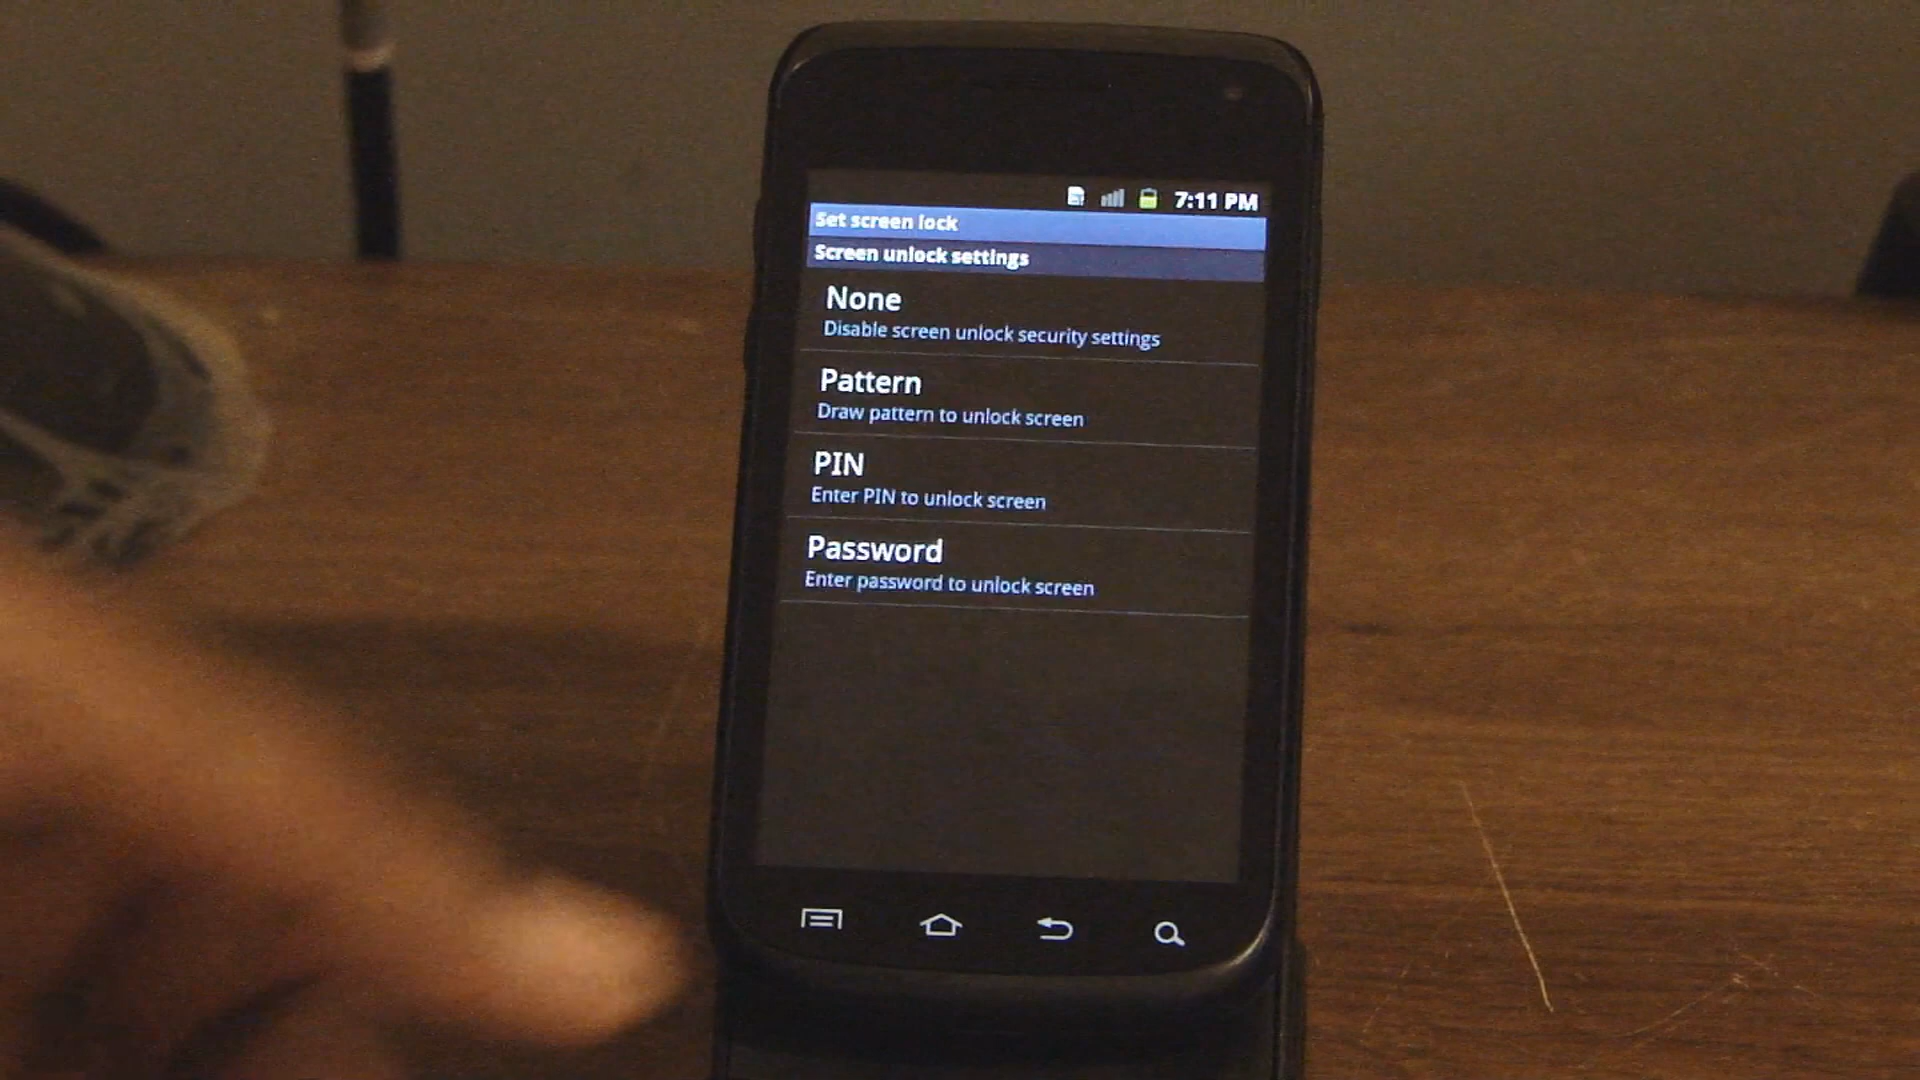 7:11 PM
Set screen lock
Screen unlock settings
None
Disable screen unlock security settings
Pattern
Draw pattern to unlock screen
PIN
Enter PIN to unlock screen
Password
Enter password to unlock screen